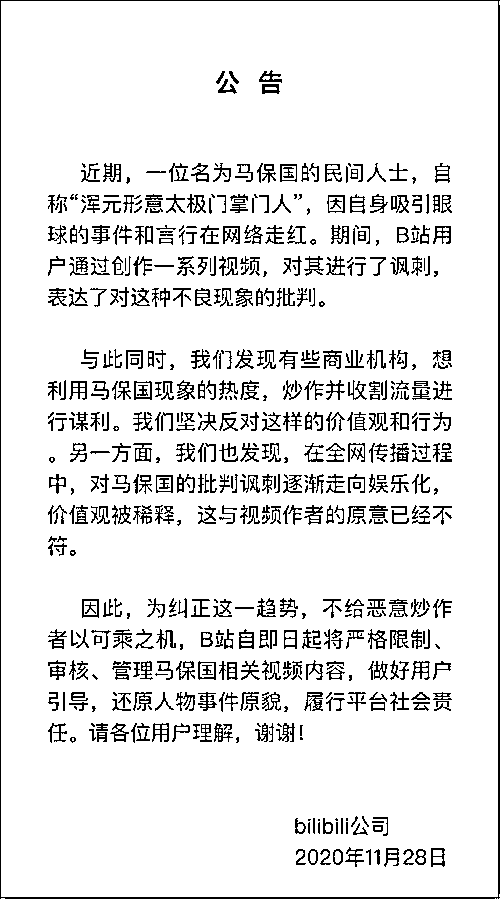 公 告
近期，一位名为马保国的民间人士，自
称“浑元形意太极门掌门人”，因自身吸引眼
球的事件和言行在网络走红。期间，B站用
户通过创作一系列视频，对其进行了讽刺，
表达了对这种不良现象的批判。
与此同时，我们发现有些商业机构，想
利用马保国现象的热度，炒作并收割流量进
行谋利。我们坚决反对这样的价值观和行为
。另一方面，我们也发现，在全网传播过程
中，对马保国的批判讽刺逐渐走向娱乐化，
价值观被稀释，这与视频作者的原意已经不
符。
因此，为纠正这一趋势，不给恶意炒作
者以可乘之机，B站自即日起将严格限制、
审核、管理马保国相关视频内容，做好用户
引导，还原人物事件原貌，履行平台社会责
任。请各位用户理解，谢谢！
bilibili公司
2020年11月28日